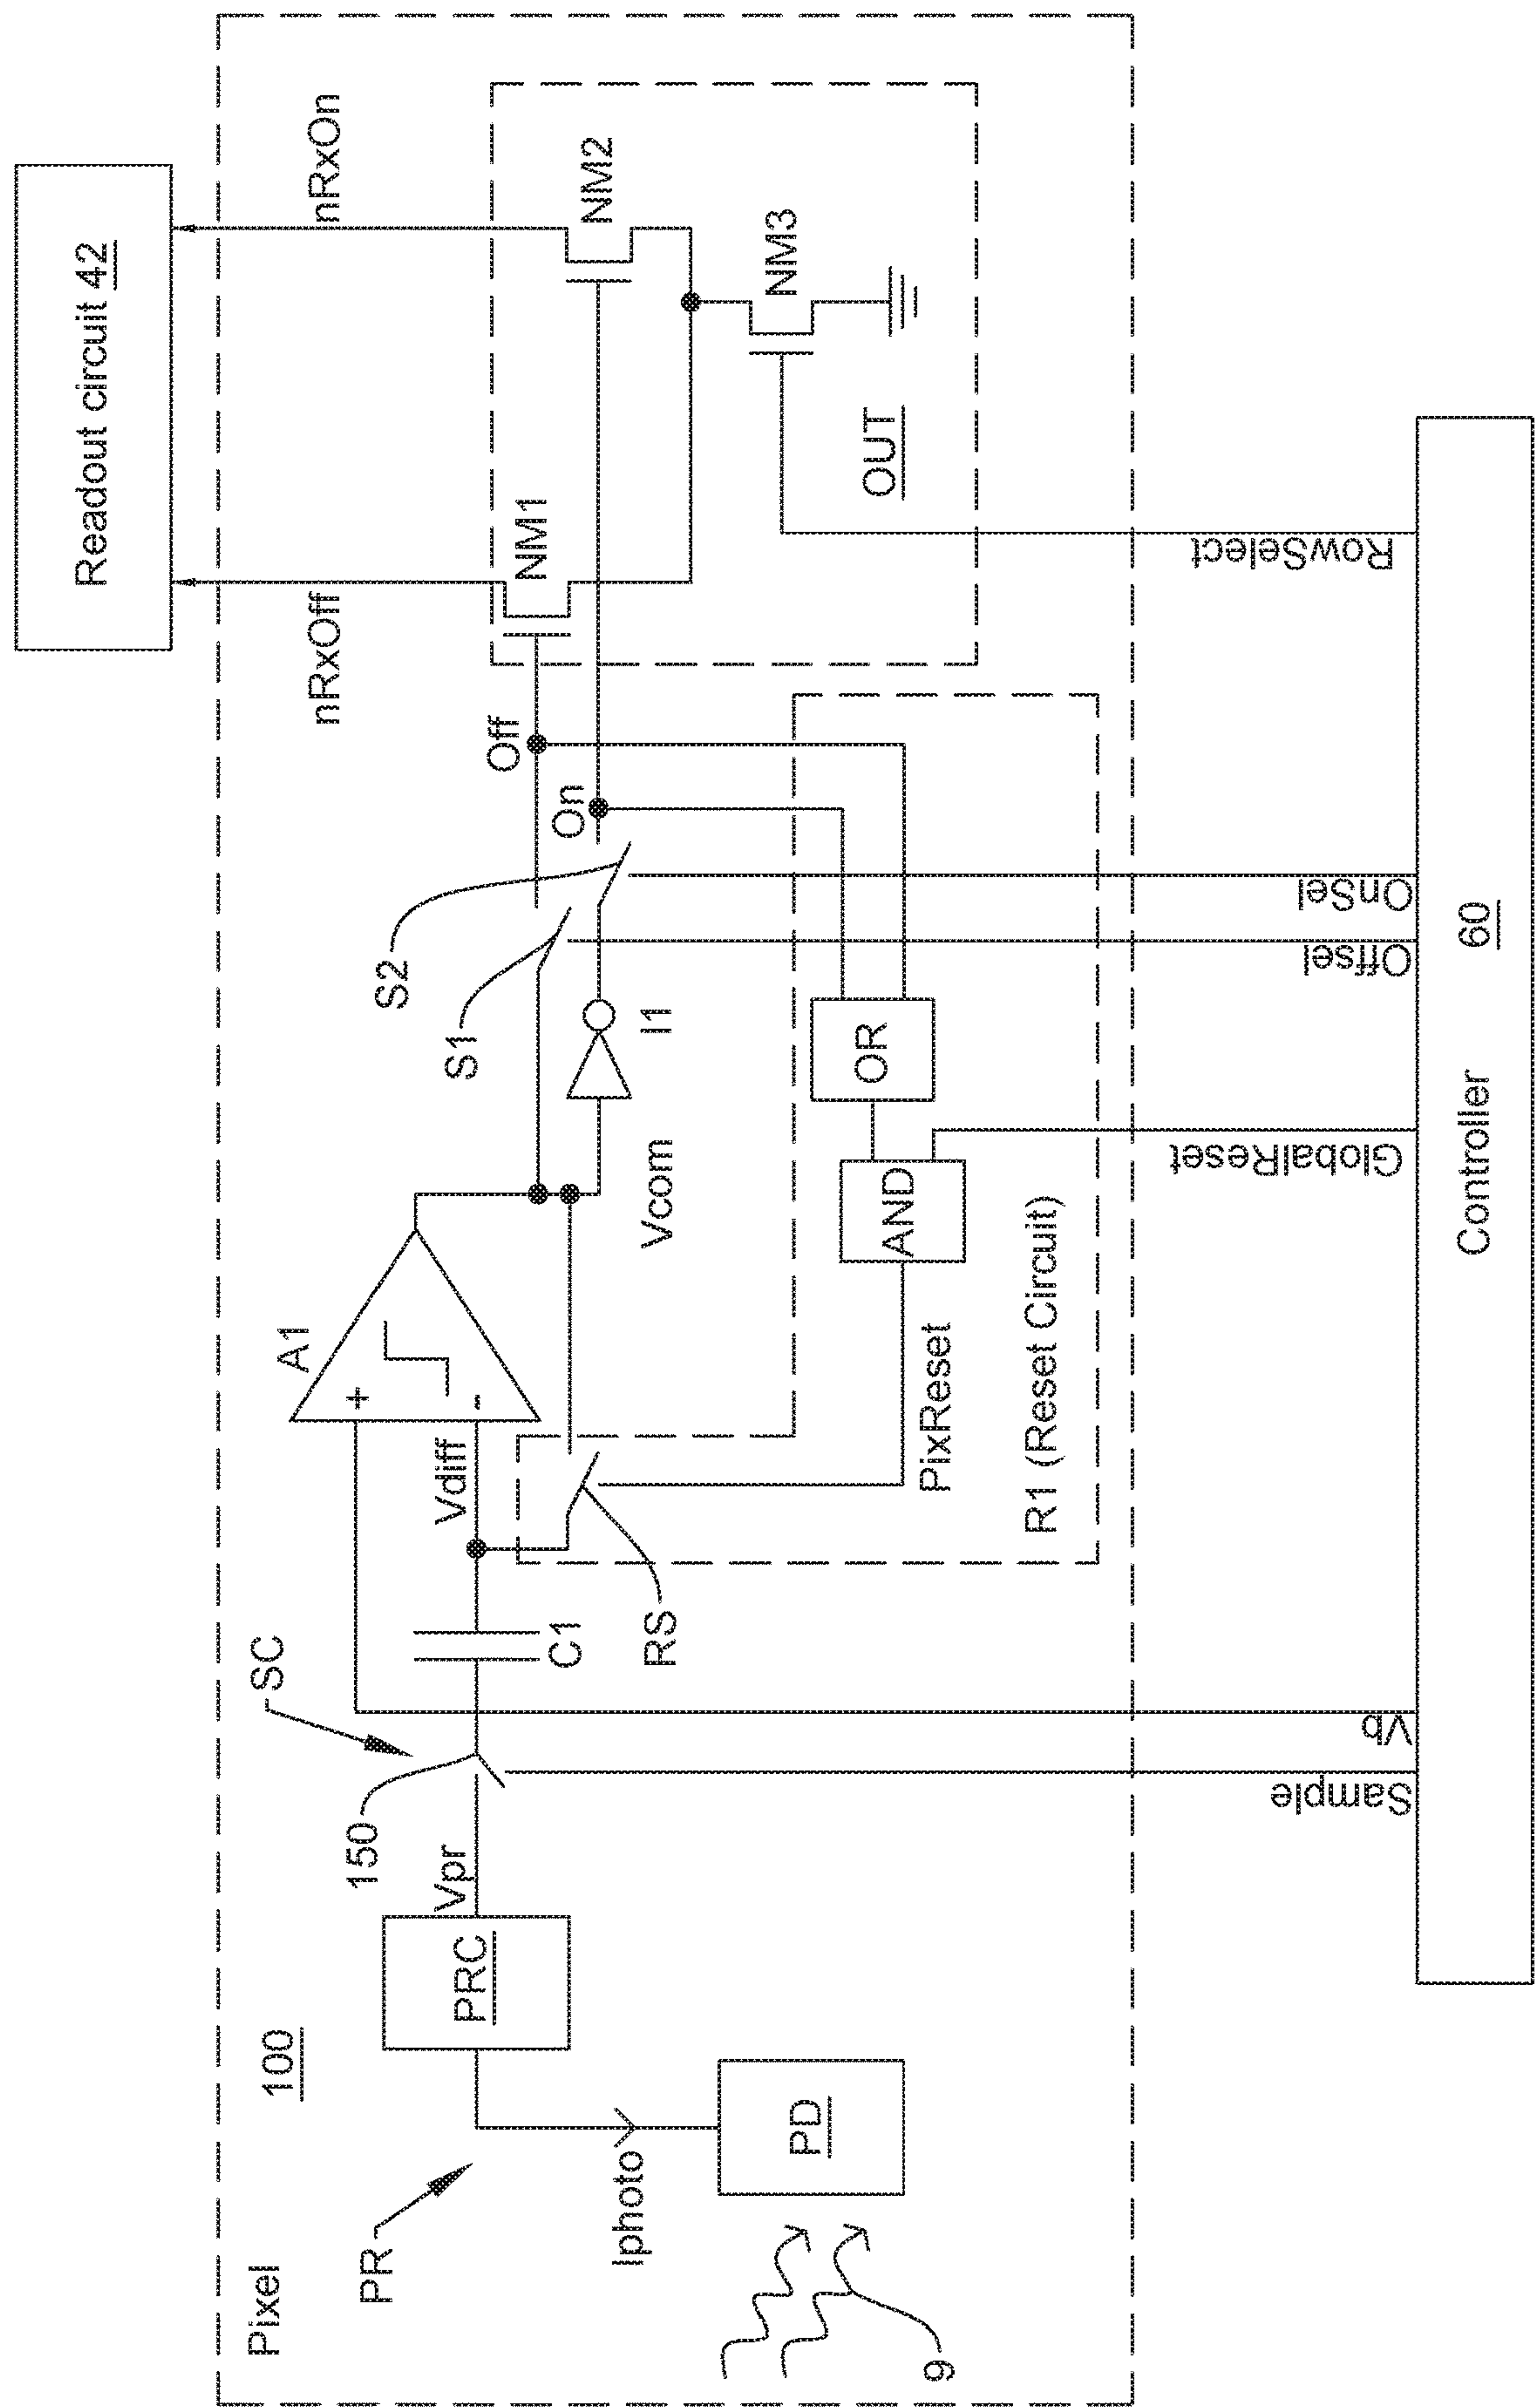 Pixel
100
PR
PRC
Vpr
150
SC
Iphoto
PD
9
C1
Vdiff
RS
A1
+
-
Vcom
I1
S1
S2
Off
On
nRxOff
nRxOn
Readout circuit 42
NM1
NM2
NM3
OUT
OR
AND
PixReset
R1 (Reset Circuit)
Sample
Vb
GlobalReset
Offsel
OnSel
RowSelect
Controller 60